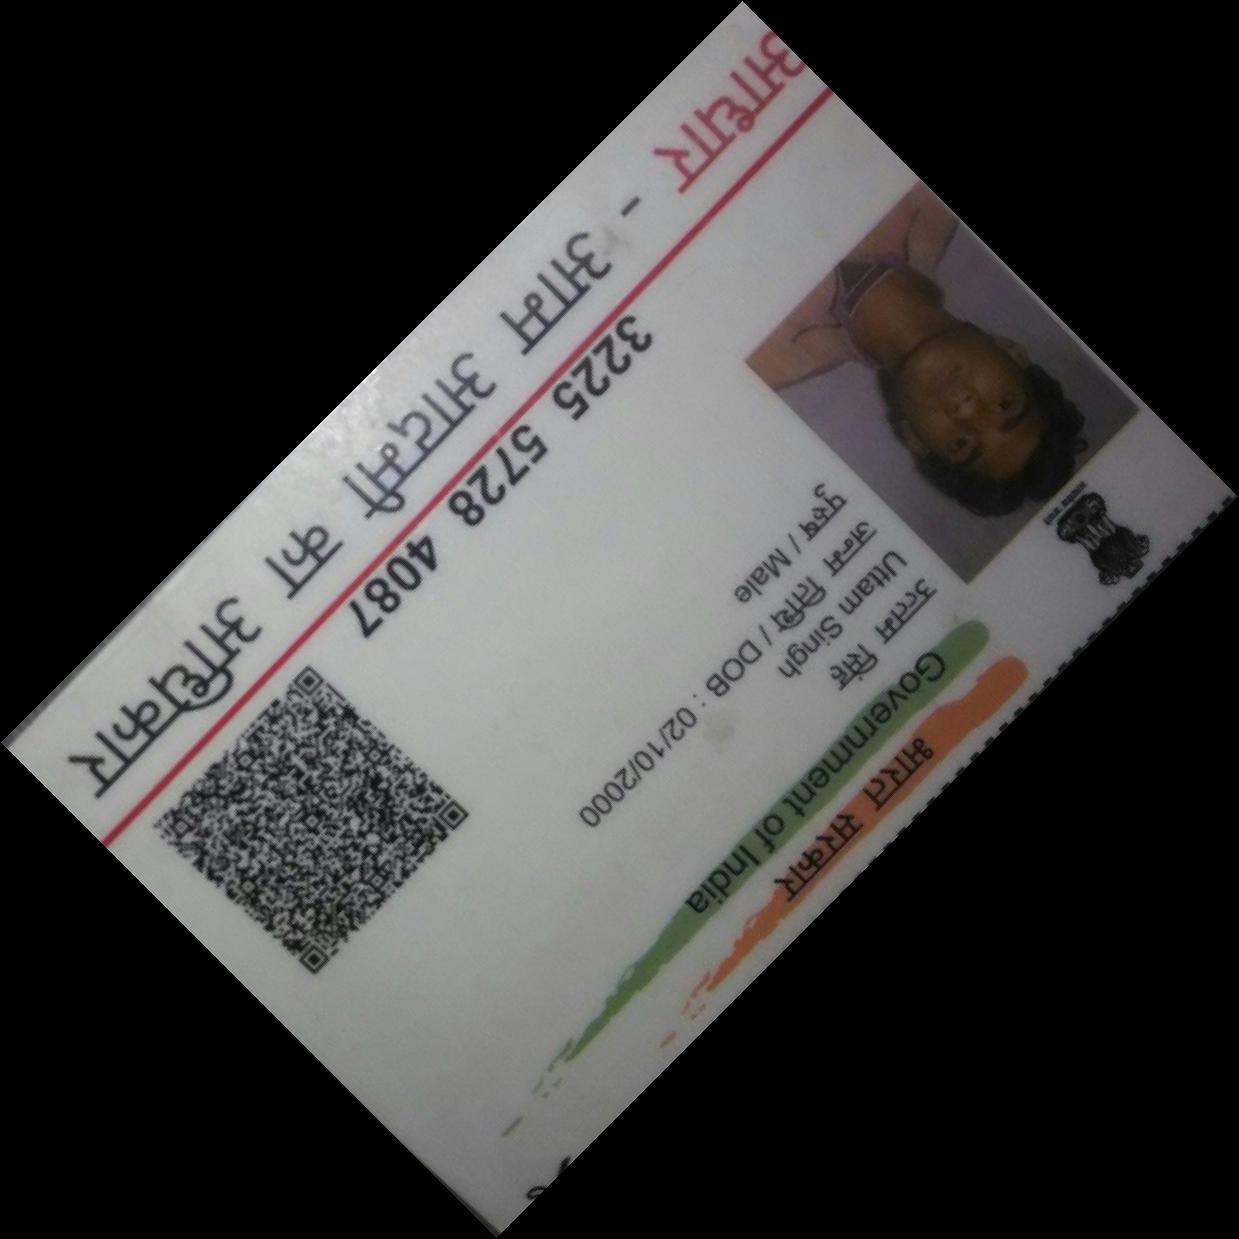 भारत सरकार
Government of India
उत्तम सिंह
Uttam Singh
जन्म तिथि / DOB : 02/10/2000
पुरुष / Male
3225 5728 4087
आधार - आम आदमी का अधिकार